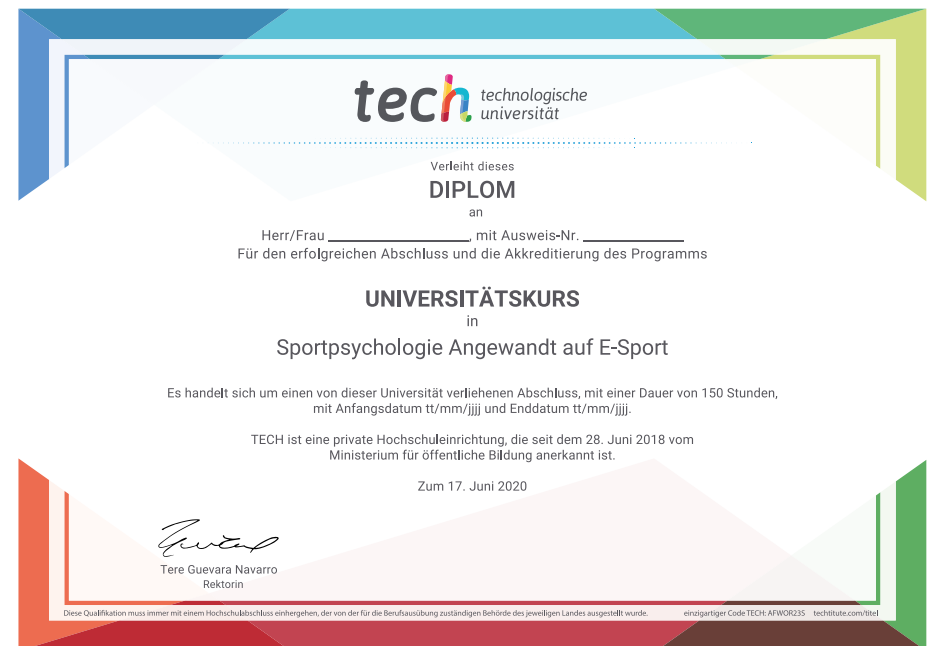 tech technologische
universität
Verleiht dieses
DIPLOM
an
Herr/Frau ____________, mit Ausweis-Nr. ____________
Für den erfolgreichen Abschluss und die Akkreditierung des Programms
UNIVERSITÄTSKURS
in
Sportpsychologie Angewandt auf E-Sport
Es handelt sich um einen von dieser Universität verliehenen Abschluss, mit einer Dauer von 150 Stunden,
mit Anfangsdatum tt/mm/jjjj und Enddatum tt/mm/jjjj.
TECH ist eine private Hochschuleinrichtung, die seit dem 28. Juni 2018 vom
Ministerium für öffentliche Bildung anerkannt ist.
Zum 17. Juni 2020
Tere Guevara Navarro
Rektorin
Diese Qualifikation muss immer mit einem Hochschulabschluss einhergehen, der von der für die Berufsausübung zuständigen Behörde des jeweiligen Landes ausgestellt wurde. einzigartiger Code TECH: AFWOR23S techtitute.com/titel